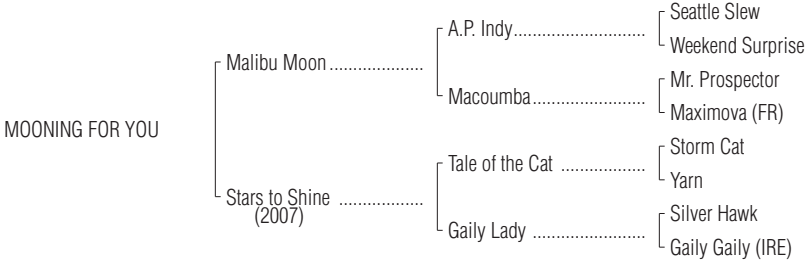 Seattle Slew
A.P. Indy..............................
Weekend Surprise
Malibu Moon .....................
Mr. Prospector
Macoumba..........................
Maximova (FR)
MOONING FOR YOU
Storm Cat
Tale of the Cat ...................
Yarn
Stars to Shine ...................
(2007)
Silver Hawk
Gaily Lady ..........................
Gaily Gaily (IRE)